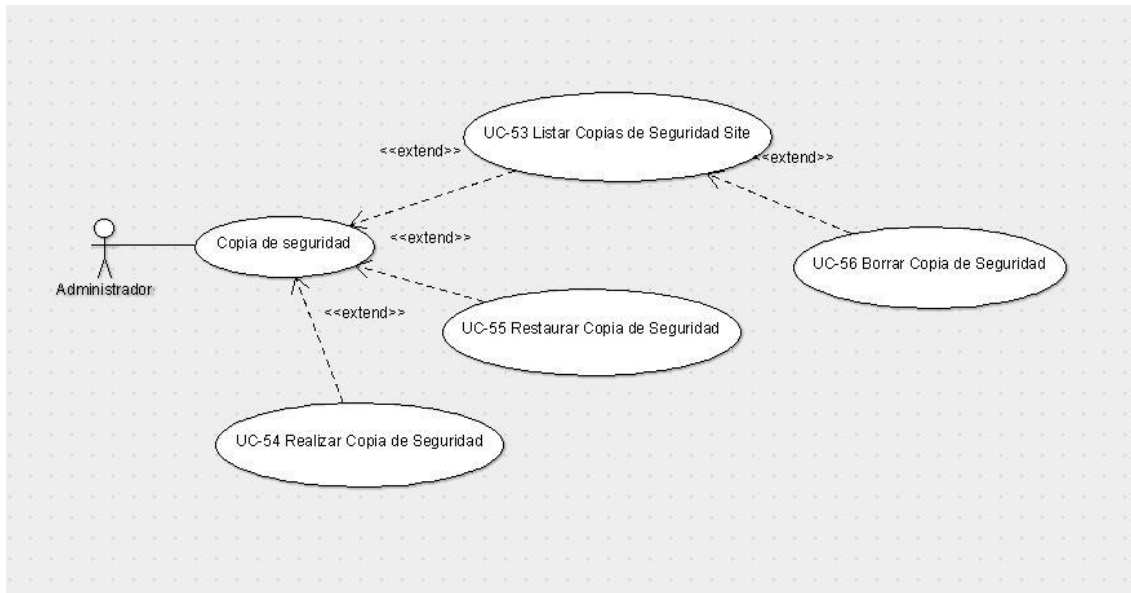 UC-53 Listar Copias de Seguridad Site
<<extend>>
<<extend>>
Copia de seguridad
<<extend>>
UC-56 Borrar Copia de Seguridad
Administrador
<<extend>>
UC-55 Restaurar Copia de Seguridad
UC-54 Realizar Copia de Seguridad